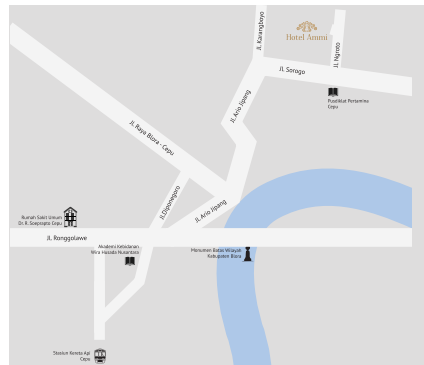 Jl. Karangboyo
Hotel Ammi
Jl. Ngroto
Jl. Sorogo
Jl. Ario Jipang
Pusdiklat Pertamina
Cepu
Jl. Raya Blora - Cepu
Jl.Diponegoro
Jl. Ario Jipang
Rumah Sakit Umum
Dr. R. Soeprapto Cepu
Jl. Ronggolawe
Akademi Kebidanan
Wira Husada Nusantara
Monumen Batas Wilayah
Kabupaten Blora
Stasiun Kereta Api
Cepu